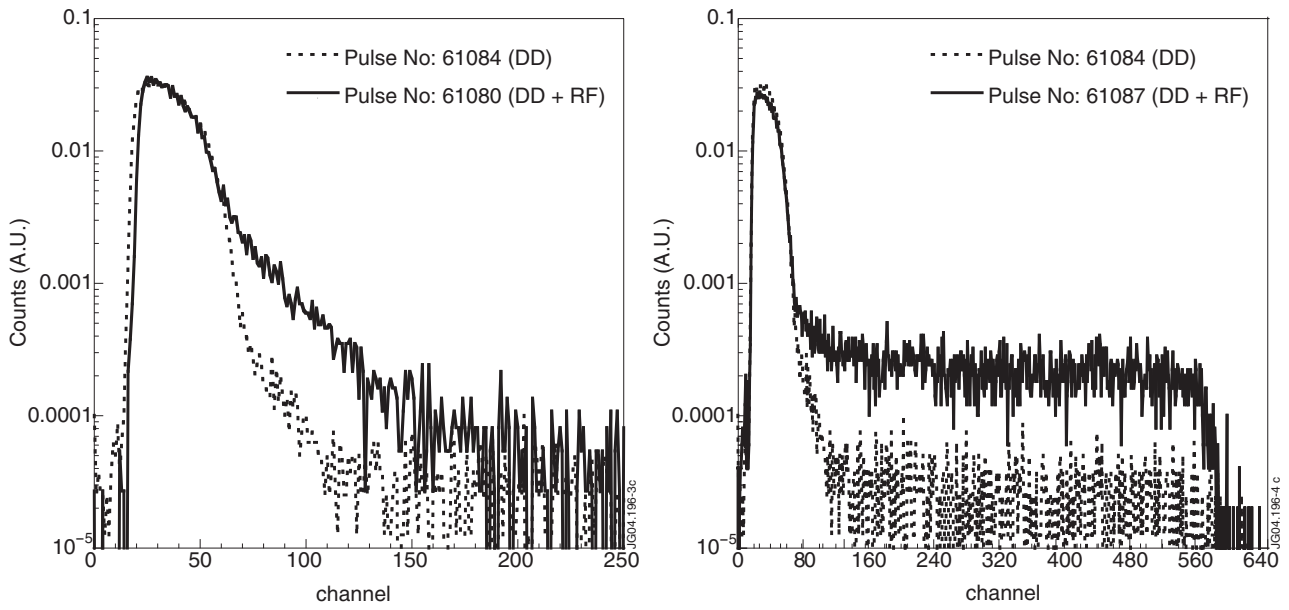 0.1
0.01
0.001
0.0001
10-5
Counts (A.U.)
Pulse No: 61084 (DD)
Pulse No: 61080 (DD + RF)
0 50 100 150 200 250
channel
JG04.196-3c
0.1
0.01
0.001
0.0001
10-5
Counts (A.U.)
Pulse No: 61084 (DD)
Pulse No: 61087 (DD + RF)
0 80 160 240 320 400 480 560 640
channel
JG04.196-4 c